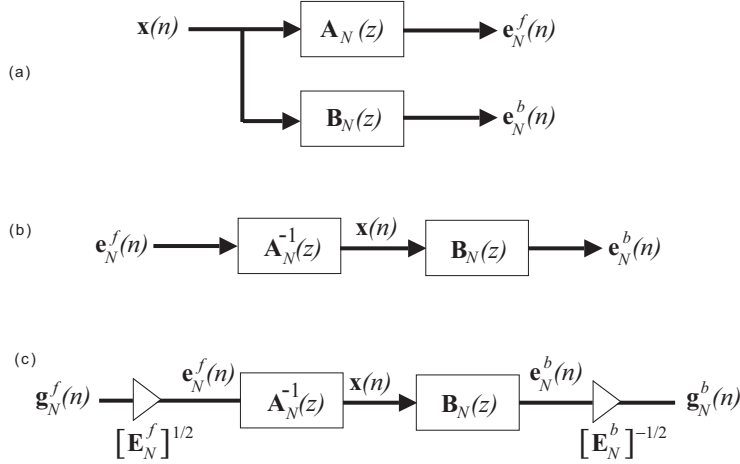 (a)
x(n)
A_N(z)
e_N^f(n)
B_N(z)
e_N^b(n)
(b)
e_N^f(n)
A_N^{-1}(z)
x(n)
B_N(z)
e_N^b(n)
(c)
g_N^f(n)
[E_N^f]^{1/2}
e_N^f(n)
A_N^{-1}(z)
x(n)
B_N(z)
e_N^b(n)
[E_N^b]^{-1/2}
g_N^b(n)